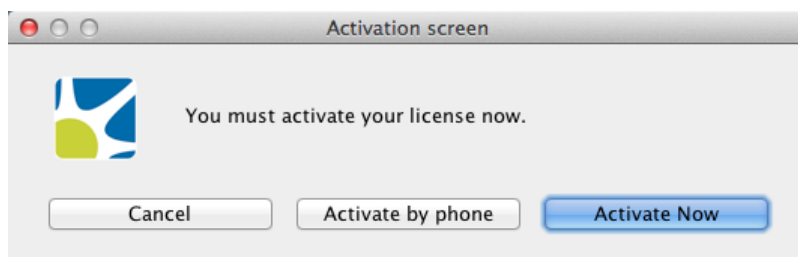 Activation screen
You must activate your license now.
Cancel
Activate by phone
Activate Now